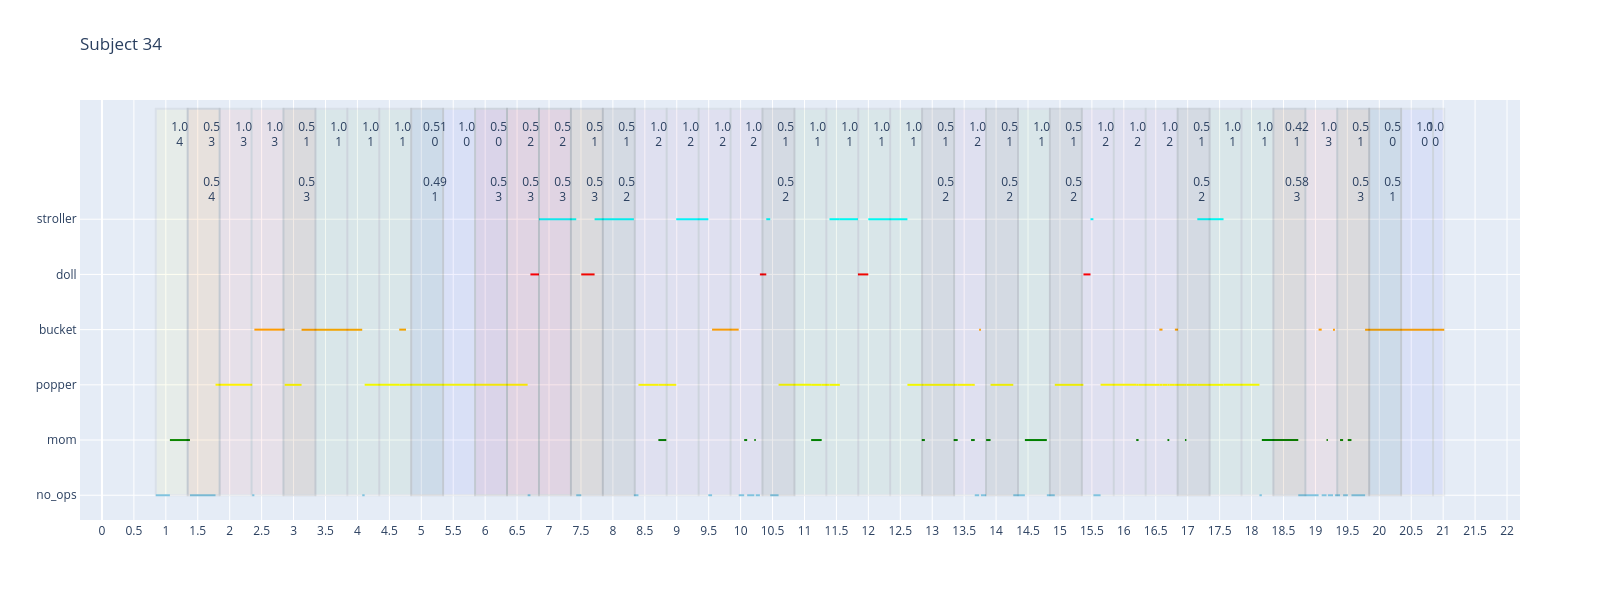 Subject 34
1.0 0.5 1.0 1.0 0.5 1.0 1.0 1.0 0.51 1.0 0.5 0.5 0.5 0.5 0.5 1.0 1.0 1.0 1.0 0.5 1.0 1.0 1.0 1.0 0.5 1.0 0.5 1.0 0.5 1.0 1.0 1.0 0.5 1.0 1.0 0.42 1.0 0.5 0.5 1.0 1.0
4 3 3 3 1 1 1 1 0 0 0 2 2 1 1 2 2 2 2 1 1 1 1 1 1 2 1 1 1 2 2 2 1 1 1 1 3 1 0 0 0
0.5 0.5 0.49 0.5 0.5 0.5 0.5 0.5 0.5 0.5 0.5 0.5 0.5 0.58 0.5 0.5
4 3 1 3 3 3 3 2 2 2 2 2 2 3 3 1
stroller
doll
bucket
popper
mom
no_ops
0 0.5 1 1.5 2 2.5 3 3.5 4 4.5 5 5.5 6 6.5 7 7.5 8 8.5 9 9.5 10 10.5 11 11.5 12 12.5 13 13.5 14 14.5 15 15.5 16 16.5 17 17.5 18 18.5 19 19.5 20 20.5 21 21.5 22